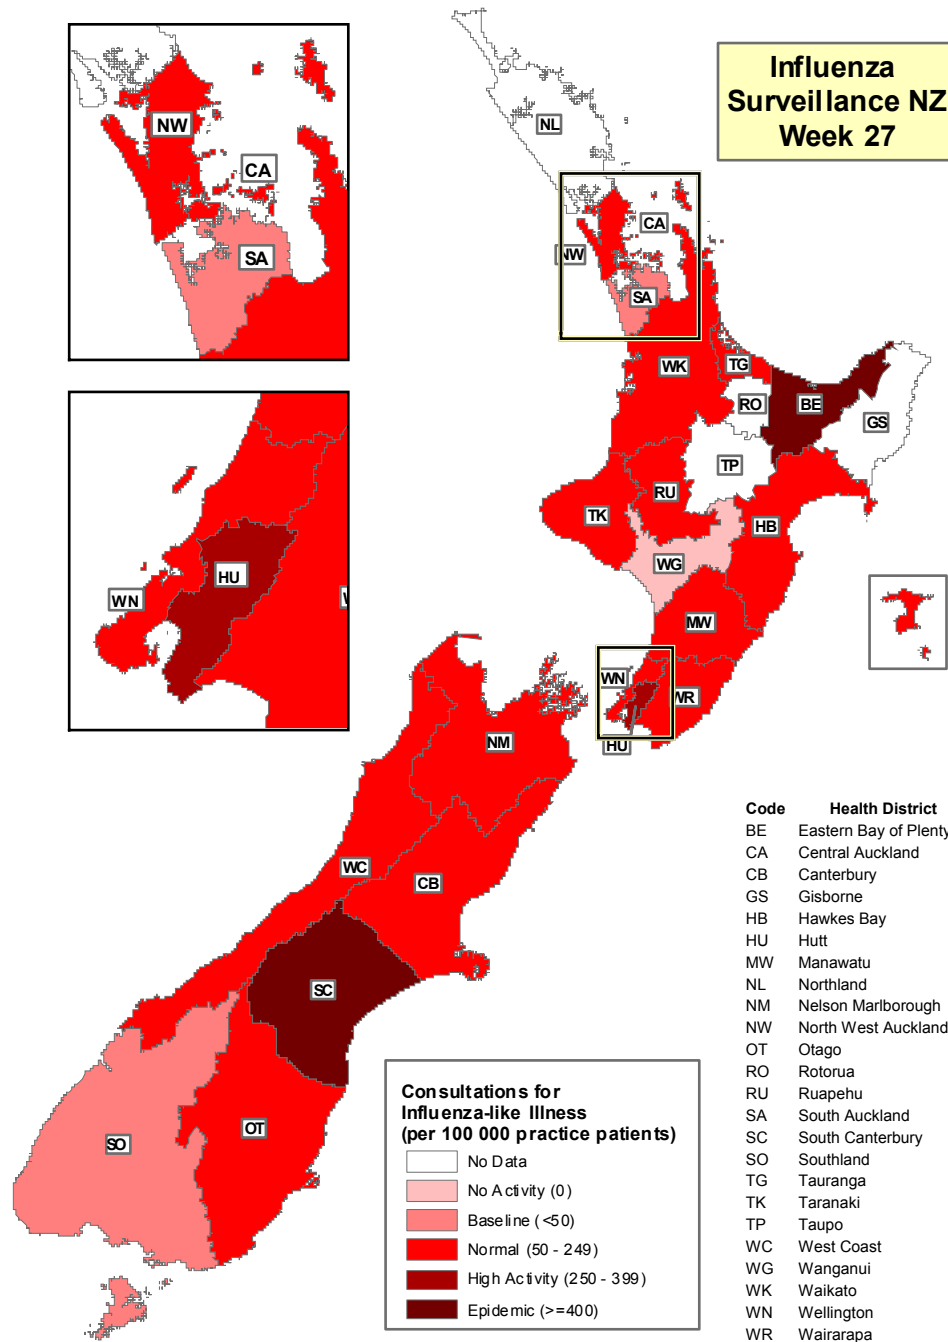 Influenza
Surveillance NZ
Week 27
NW
CA
SA
HU
WN
NL
CA
NW
SA
WK
TG
RO
BE
GS
TP
RU
TK
HB
WG
MW
WN
WR
HU
NM
WC
CB
SC
SO
OT
Consultations for
Influenza-like Illness
(per 100 000 practice patients)
No Data
No Activity (0)
Baseline (<50)
Normal (50 - 249)
High Activity (250 - 399)
Epidemic (>=400)
Code Health District
BE Eastern Bay of Plenty
CA Central Auckland
CB Canterbury
GS Gisborne
HB Hawkes Bay
HU Hutt
MW Manawatu
NL Northland
NM Nelson Marlborough
NW North West Auckland
OT Otago
RO Rotorua
RU Ruapehu
SA South Auckland
SC South Canterbury
SO Southland
TG Tauranga
TK Taranaki
TP Taupo
WC West Coast
WG Wanganui
WK Waikato
WN Wellington
WR Wairarapa